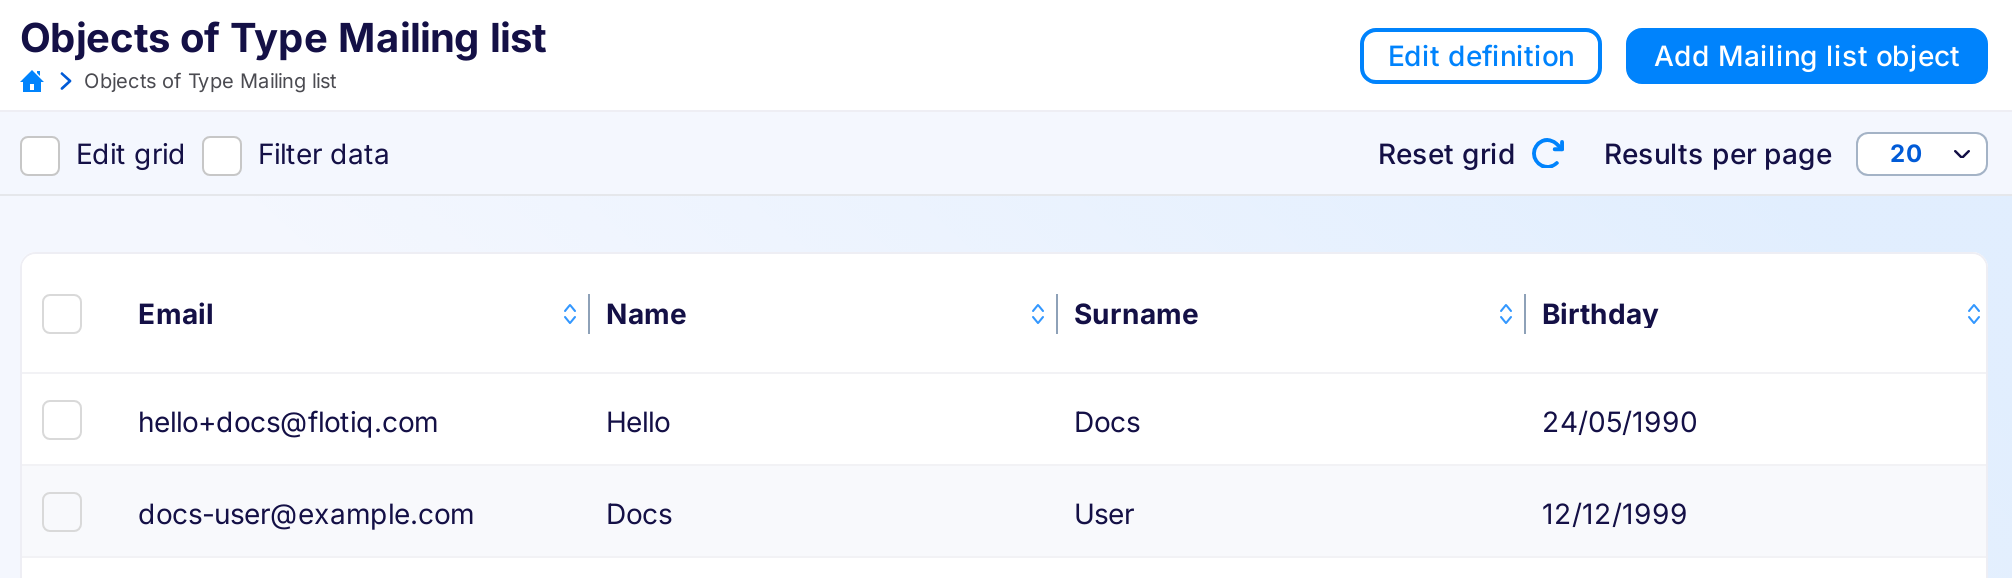 Objects of Type Mailing list
Objects of Type Mailing list
Edit definition
Add Mailing list object
Edit grid
Filter data
Reset grid
Results per page
20
Email Name Surname Birthday
hello+docs@flotiq.com Hello Docs 24/05/1990
docs-user@example.com Docs User 12/12/1999